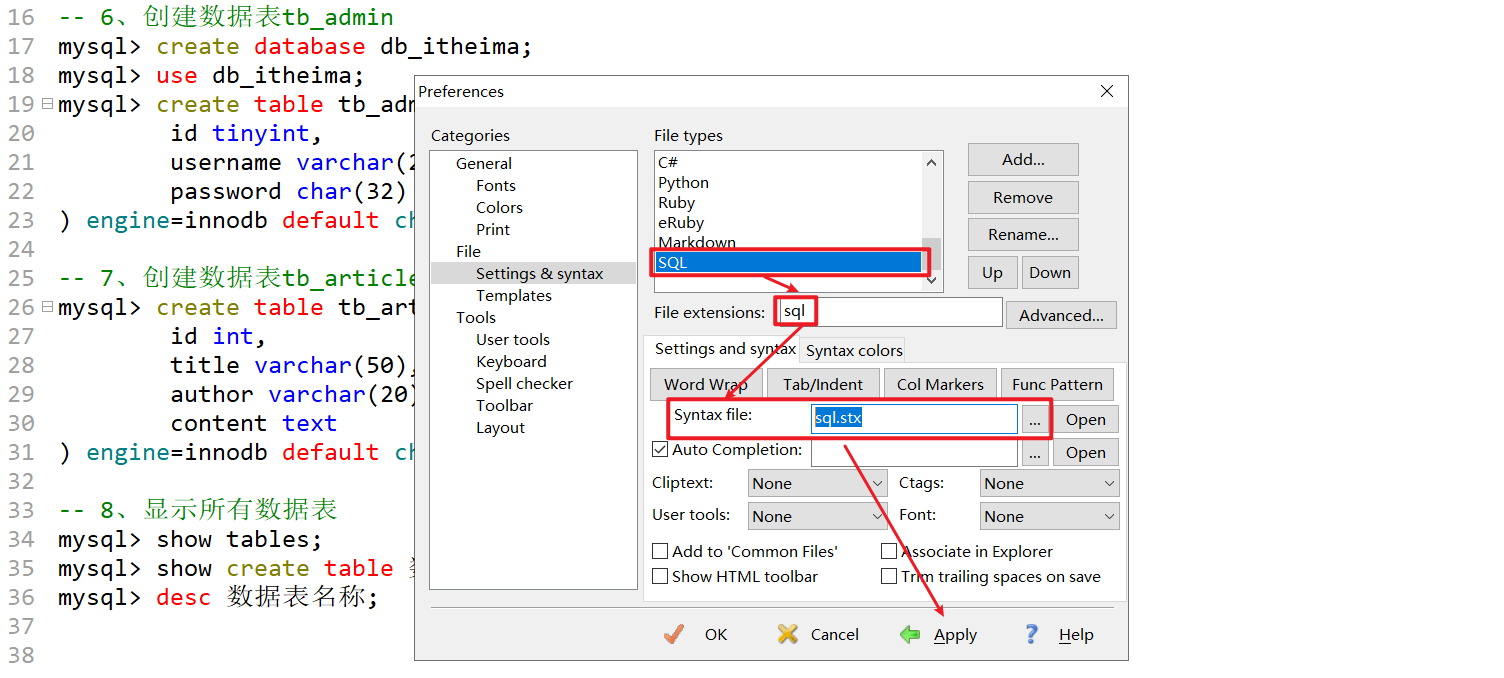 16 -- 6、创建数据表tb_admin
17 mysql> create database db_itheima;
18 mysql> use db_itheima;
19 mysql> create table tb_adm
20 id tinyint,
21 username varchar(2
22 password char(32)
23 ) engine=innodb default ch
24
25 -- 7、创建数据表tb_article
26 mysql> create table tb_art
27 id int,
28 title varchar(50),
29 author varchar(20)
30 content text
31 ) engine=innodb default ch
32
33 -- 8、显示所有数据表
34 mysql> show tables;
35 mysql> show create table
36 mysql> desc 数据表名称;
37
38
Preferences
Categories
General
Fonts
Colors
Print
File
Settings & syntax
Templates
Tools
User tools
Keyboard
Spell checker
Toolbar
Layout
File types
C#
Python
Ruby
eRuby
Markdown
SQL
Add...
Remove
Rename...
Up Down
File extensions: sql Advanced...
Settings and syntax Syntax colors
Word Wrap Tab/Indent Col Markers Func Pattern
Syntax file: sql.stx ... Open
Auto Completion: ... Open
Cliptext: None Ctags: None
User tools: None Font: None
Add to 'Common Files' Associate in Explorer
Show HTML toolbar Trim trailing spaces on save
OK Cancel Apply Help